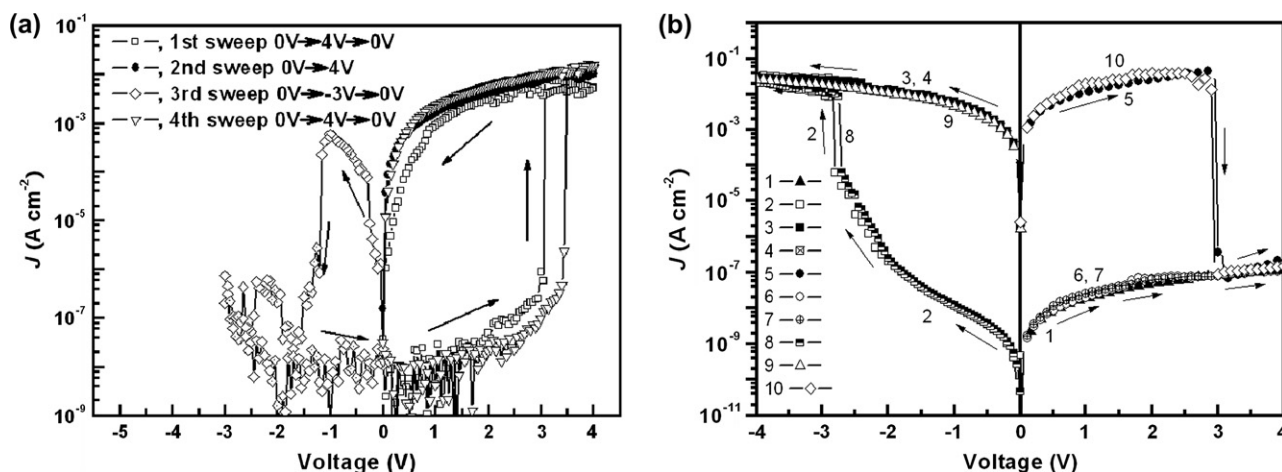 (a)
10⁻¹
10⁻³
10⁻⁵
10⁻⁷
10⁻⁹
J (A cm⁻²)
, 1st sweep 0V→4V→0V
, 2nd sweep 0V→4V
, 3rd sweep 0V→-3V→0V
, 4th sweep 0V→4V→0V
-5 -4 -3 -2 -1 0 1 2 3 4
Voltage (V)
(b)
10¹
10⁻¹
10⁻³
10⁻⁵
10⁻⁷
10⁻⁹
10⁻¹¹
J (A cm⁻²)
3, 4
9
10
5
2
8
2
6, 7
1
1
2
3
4
5
6
7
8
9
10
-4 -3 -2 -1 0 1 2 3 4
Voltage (V)